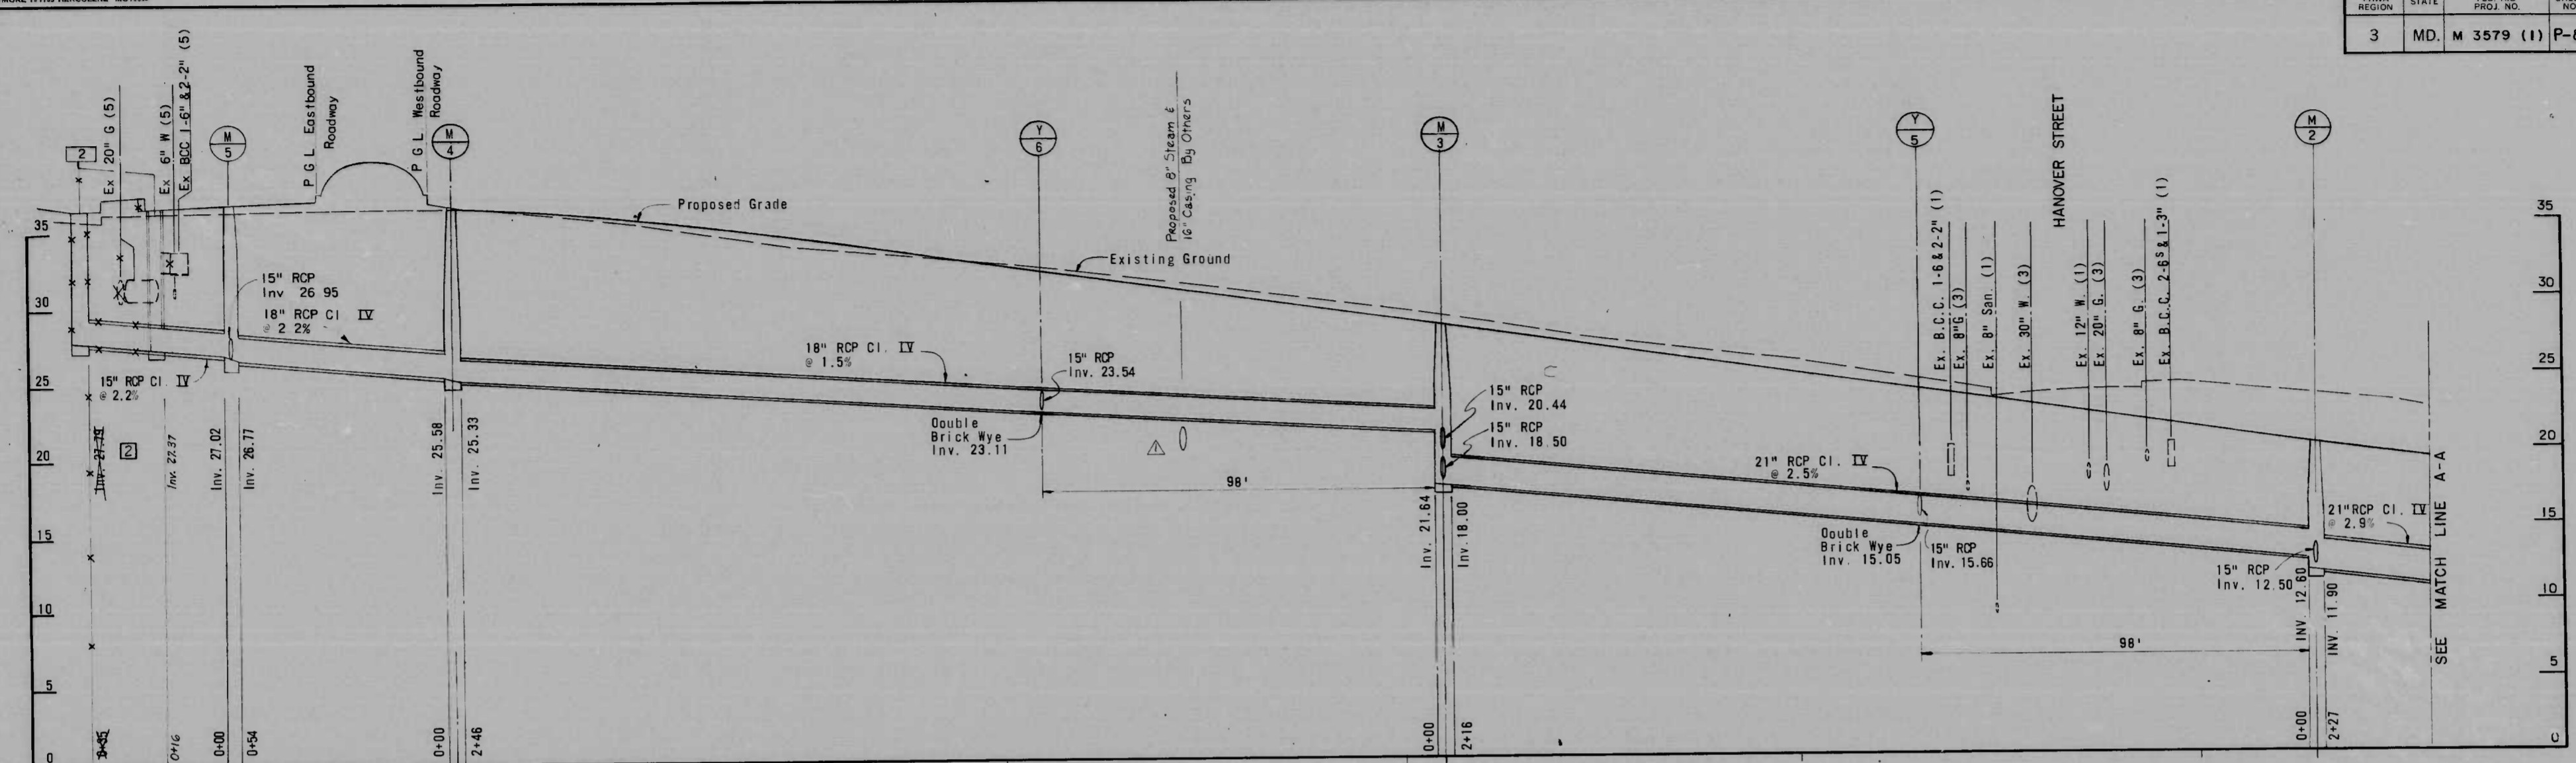 REGION
STATE
PROJ. NO.
3
MD.
M 3579 (1)
2
Ex 20" G (5)
Ex 6" W (5)
Ex BCC 1-6" & 2-2" (5)
M
5
P G L Eastbound
Roadway
P G L Westbound
Roadway
M
4
Y
6
Proposed 8" Steam &
16" Casing By Others
M
3
Y
5
HANOVER STREET
M
2
Proposed Grade
Existing Ground
Ex. B.C.C. 1-6 & 2-2" (1)
Ex. 8"G (3)
Ex. 8" San. (1)
Ex. 30" W. (3)
Ex. 12" W. (1)
Ex. 20" G. (3)
Ex. 8" G. (3)
Ex. B.C.C. 2-6s & 1-3" (1)
35
30
25
20
15
10
5
0
15" RCP
Inv 26 95
18" RCP Cl IV
@ 2.2%
15" RCP Cl. IV
@ 2.2%
18" RCP Cl. IV
@ 1.5%
15" RCP
Inv. 23.54
Double
Brick Wye
Inv. 23.11
98'
15" RCP
Inv. 20.44
15" RCP
Inv. 18.50
21" RCP Cl. IV
@ 2.5%
Double
Brick Wye
Inv. 15.05
15" RCP
Inv. 15.66
15" RCP
Inv. 12.50
21"RCP Cl. IV
@ 2.9%
98'
2
Inv. 27.79
Inv. 27.37
Inv. 27.02
Inv. 26.77
Inv. 25.58
Inv. 25.33
Inv. 21.64
Inv. 18.00
INV. 12.60
INV. 11.90
SEE MATCH LINE A-A
0+16
0+00
0+54
0+00
2+46
0+00
2+16
0+00
2+27
35
30
25
20
15
10
5